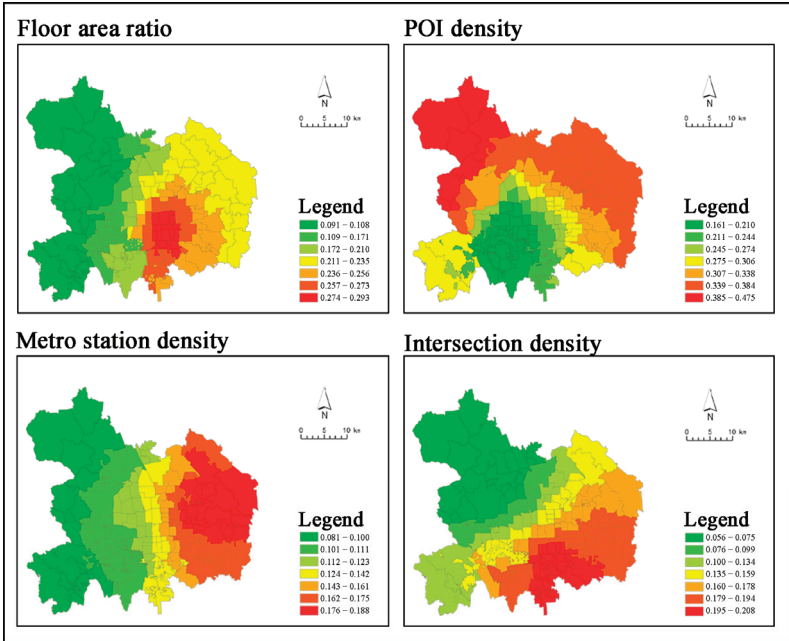 Floor area ratio
N
0 5 10 km
Legend
0.091 – 0.108
0.109 – 0.171
0.172 – 0.210
0.211 – 0.235
0.236 – 0.256
0.257 – 0.273
0.274 – 0.293
POI density
N
0 5 10 km
Legend
0.161 – 0.210
0.211 – 0.244
0.245 – 0.274
0.275 – 0.306
0.307 – 0.338
0.339 – 0.384
0.385 – 0.475
Metro station density
N
0 5 10 km
Legend
0.081 – 0.100
0.101 – 0.111
0.112 – 0.123
0.124 – 0.142
0.143 – 0.161
0.162 – 0.175
0.176 – 0.188
Intersection density
N
0 5 10 km
Legend
0.056 – 0.075
0.076 – 0.099
0.100 – 0.134
0.135 – 0.159
0.160 – 0.178
0.179 – 0.194
0.195 – 0.208